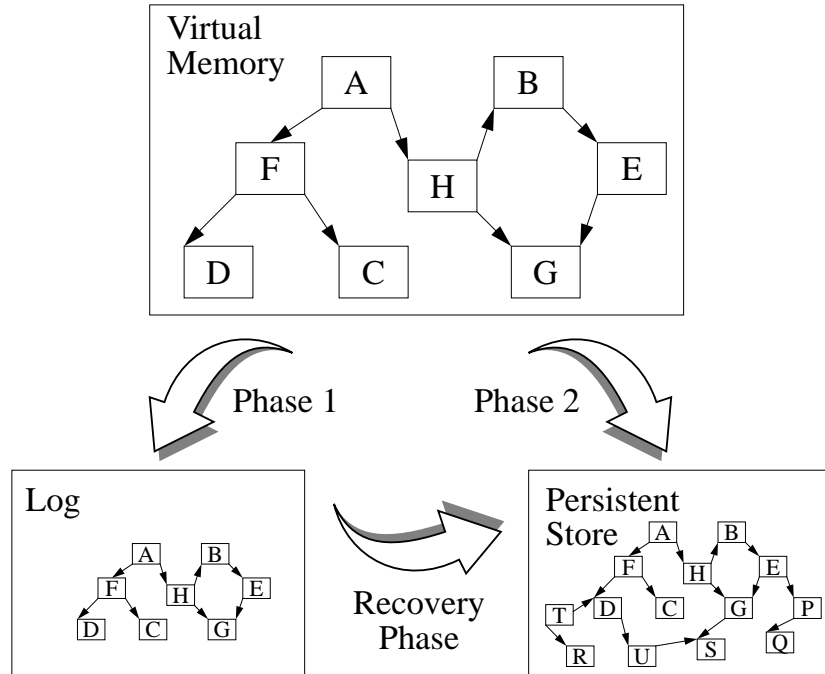 Virtual
Memory
A
B
F
H
E
D
C
G
Phase 1
Phase 2
Log
A
B
F
H
E
D
C
G
Recovery
Phase
Persistent
Store
A
B
F
H
E
T
D
C
G
P
R
U
S
Q